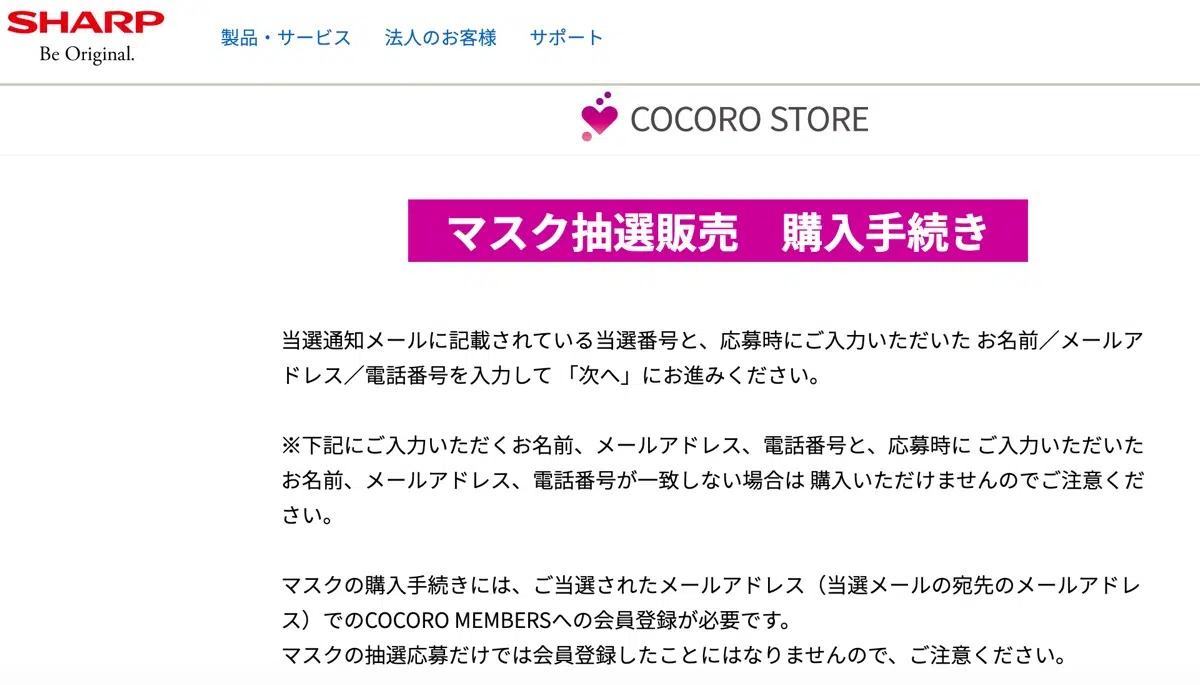 SHARP
Be Original.
製品・サービス 法人のお客様 サポート
COCORO STORE
マスク抽選販売　購入手続き
当選通知メールに記載されている当選番号と、応募時にご入力いただいた お名前／メールア
ドレス／電話番号を入力して 「次へ」にお進みください。
※下記にご入力いただくお名前、メールアドレス、電話番号と、応募時に ご入力いただいた
お名前、メールアドレス、電話番号が一致しない場合は 購入いただけませんのでご注意くだ
さい。
マスクの購入手続きには、ご当選されたメールアドレス（当選メールの宛先のメールアドレ
ス）でのCOCORO MEMBERSへの会員登録が必要です。
マスクの抽選応募だけでは会員登録したことにはなりませんので、ご注意ください。